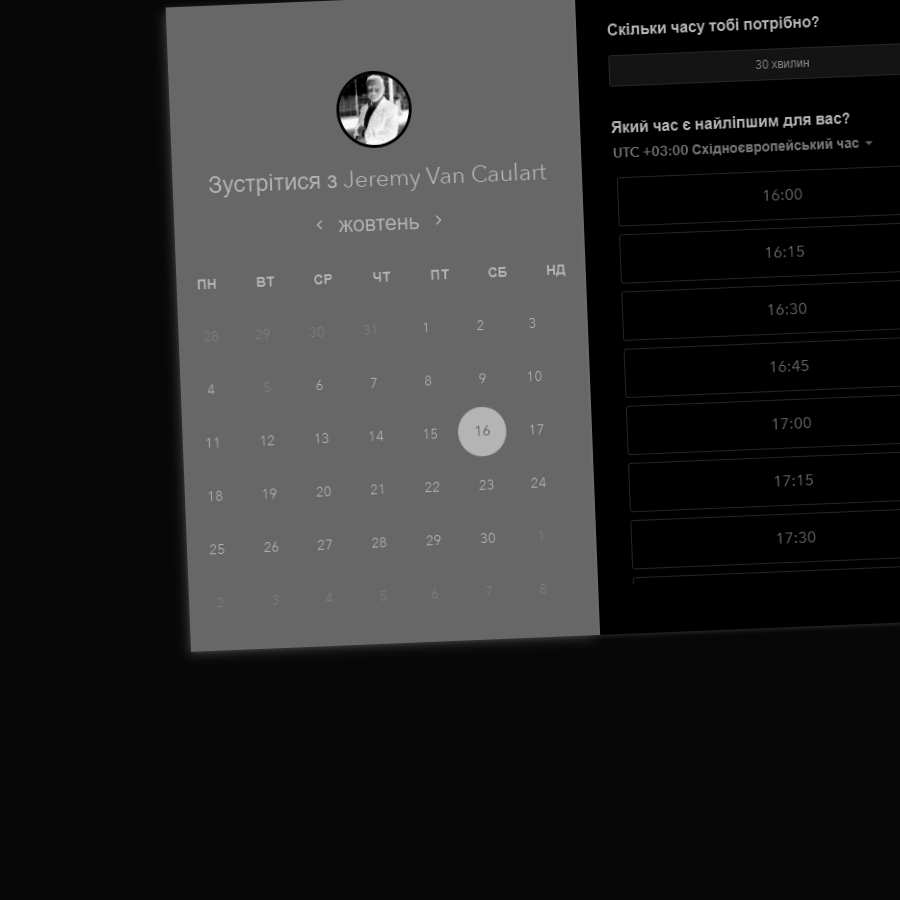 Зустрітися з Jeremy Van Caulart
жовтень
ПН ВТ СР ЧТ ПТ СБ НД
28 29 30 31 1 2 3
4 5 6 7 8 9 10
11 12 13 14 15 16 17
18 19 20 21 22 23 24
25 26 27 28 29 30 1
2 3 4 5 6 7 8
Скільки часу тобі потрібно?
30 хвилин
Який час є найліпшим для вас?
UTC +03:00 Східноєвропейський час
16:00
16:15
16:30
16:45
17:00
17:15
17:30